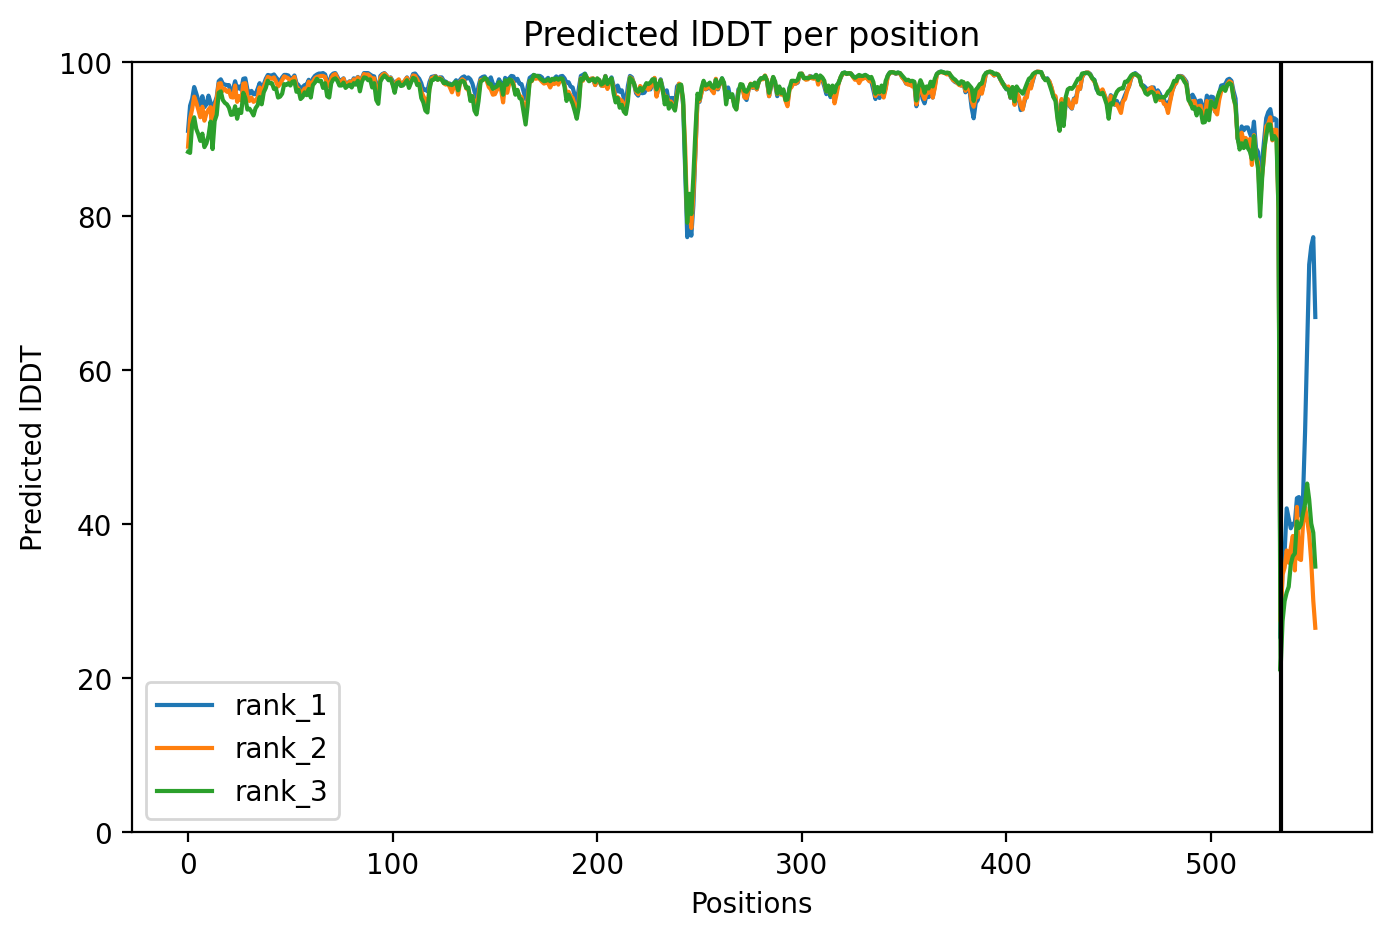 Predicted lDDT per position
100
80
60
40
20
0
Predicted lDDT
rank_1
rank_2
rank_3
0 100 200 300 400 500
Positions